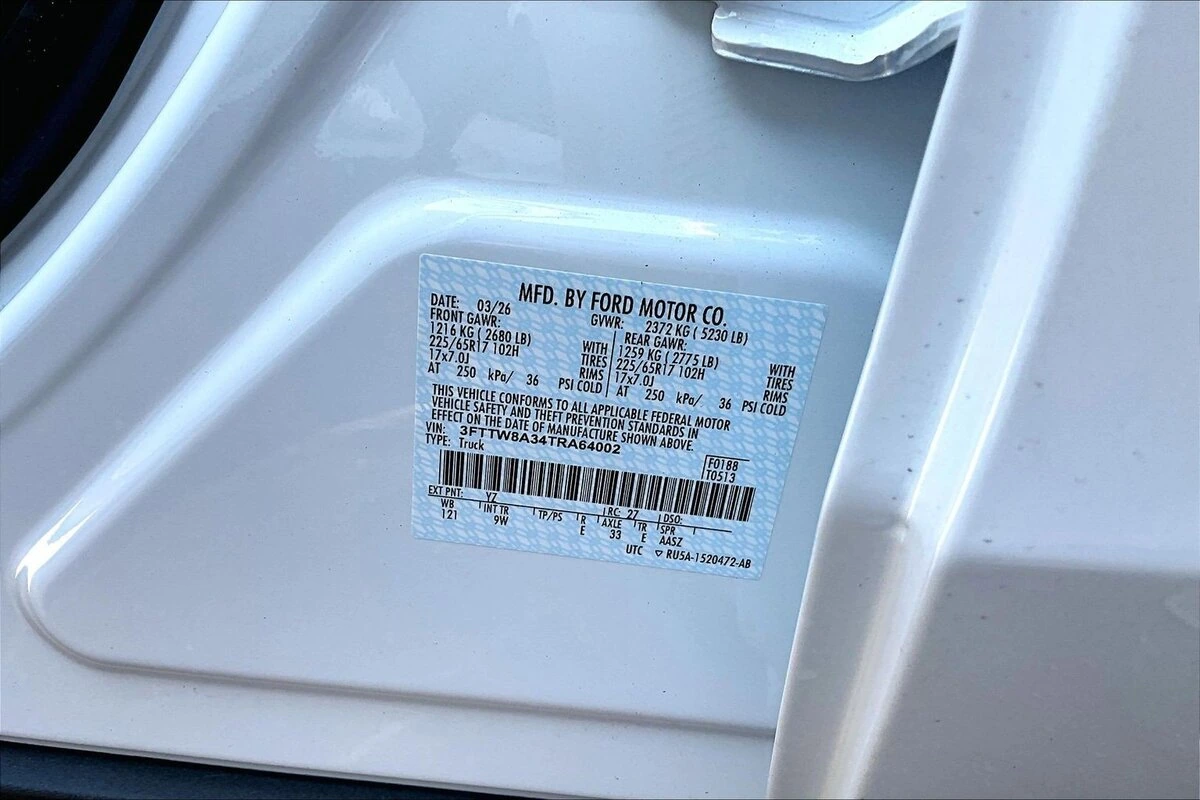 MFD. BY FORD MOTOR CO.
DATE: 03/26 GVWR: 2372 KG ( 5230 LB)
FRONT GAWR: REAR GAWR:
1216 KG ( 2680 LB) WITH 1259 KG ( 2775 LB) WITH
225/65R17 102H TIRES 225/65R17 102H TIRES
17x7.0J RIMS 17x7.0J RIMS
AT 250 kPa/ 36 PSI COLD AT 250 kPa/ 36 PSI COLD
THIS VEHICLE CONFORMS TO ALL APPLICABLE FEDERAL MOTOR
VEHICLE SAFETY AND THEFT PREVENTION STANDARDS IN
EFFECT ON THE DATE OF MANUFACTURE SHOWN ABOVE.
VIN: 3FTTW8A34TRA64002
TYPE: Truck
F0188
T0513
EXT PNT: YZ RC: 27 DSO:
WB INT TR TP/PS R AXLE TR SPR
121 9W E 33 E AASZ
UTC ▽ RU5A-1520472-AB